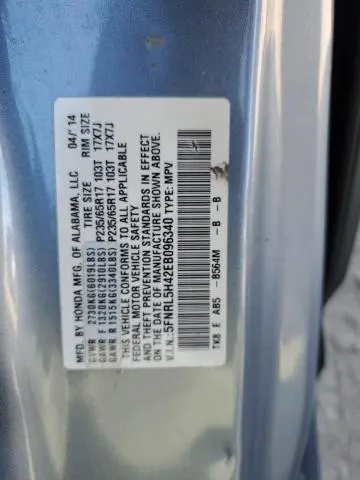 MFD. BY HONDA MFG. OF ALABAMA, LLC 04/'14
TIRE SIZE RIM SIZE
GVWR 2730KG(6019LBS)
GAWR F 1320KG(2910LBS) P235/65R17 103T 17X7J
GAWR R 1515KG(3340LBS) P235/65R17 103T 17X7J
THIS VEHICLE CONFORMS TO ALL APPLICABLE
FEDERAL MOTOR VEHICLE SAFETY
AND THEFT PREVENTION STANDARDS IN EFFECT
ON THE DATE OF MANUFACTURE SHOWN ABOVE.
V.I.N.: 5FNRL5H42EB096340 TYPE: MPV
TK8 E AB5 - B564M - B - B